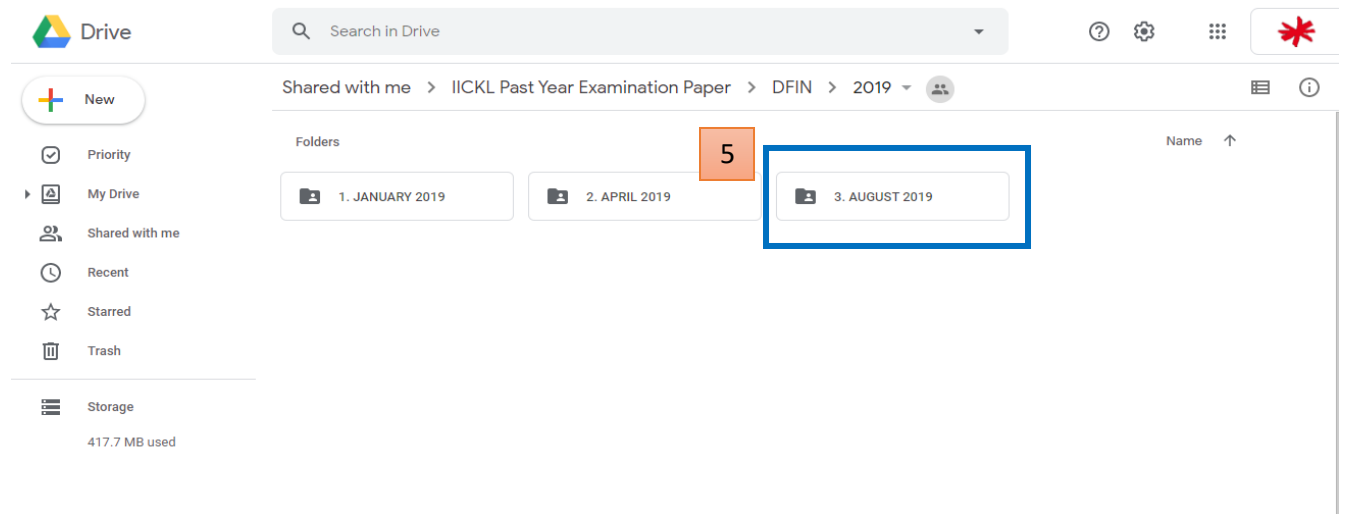 Drive
Search in Drive
New
Shared with me > IICKL Past Year Examination Paper > DFIN > 2019
Priority
My Drive
Shared with me
Recent
Starred
Trash
Storage
417.7 MB used
Folders
Name
5
1. JANUARY 2019
2. APRIL 2019
3. AUGUST 2019